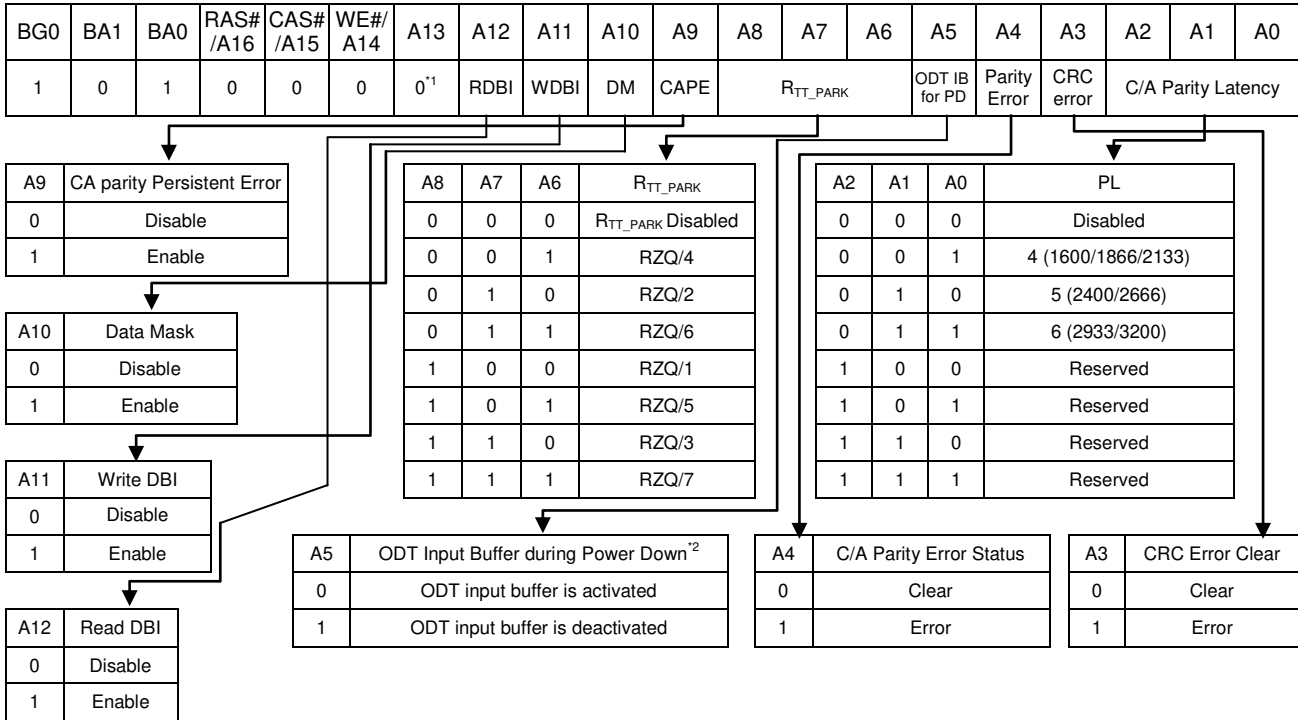 BG0 BA1 BA0 RAS#/A16 CAS#/A15 WE#/A14 A13 A12 A11 A10 A9 A8 A7 A6 A5 A4 A3 A2 A1 A0
1 0 1 0 0 0 0*1 RDBI WDBI DM CAPE RTT_PARK ODT IB for PD Parity Error CRC error C/A Parity Latency
A9 CA parity Persistent Error
0 Disable
1 Enable
A10 Data Mask
0 Disable
1 Enable
A11 Write DBI
0 Disable
1 Enable
A12 Read DBI
0 Disable
1 Enable
A8 A7 A6 RTT_PARK
0 0 0 RTT_PARK Disabled
0 0 1 RZQ/4
0 1 0 RZQ/2
0 1 1 RZQ/6
1 0 0 RZQ/1
1 0 1 RZQ/5
1 1 0 RZQ/3
1 1 1 RZQ/7
A2 A1 A0 PL
0 0 0 Disabled
0 0 1 4 (1600/1866/2133)
0 1 0 5 (2400/2666)
0 1 1 6 (2933/3200)
1 0 0 Reserved
1 0 1 Reserved
1 1 0 Reserved
1 1 1 Reserved
A5 ODT Input Buffer during Power Down*2
0 ODT input buffer is activated
1 ODT input buffer is deactivated
A4 C/A Parity Error Status
0 Clear
1 Error
A3 CRC Error Clear
0 Clear
1 Error